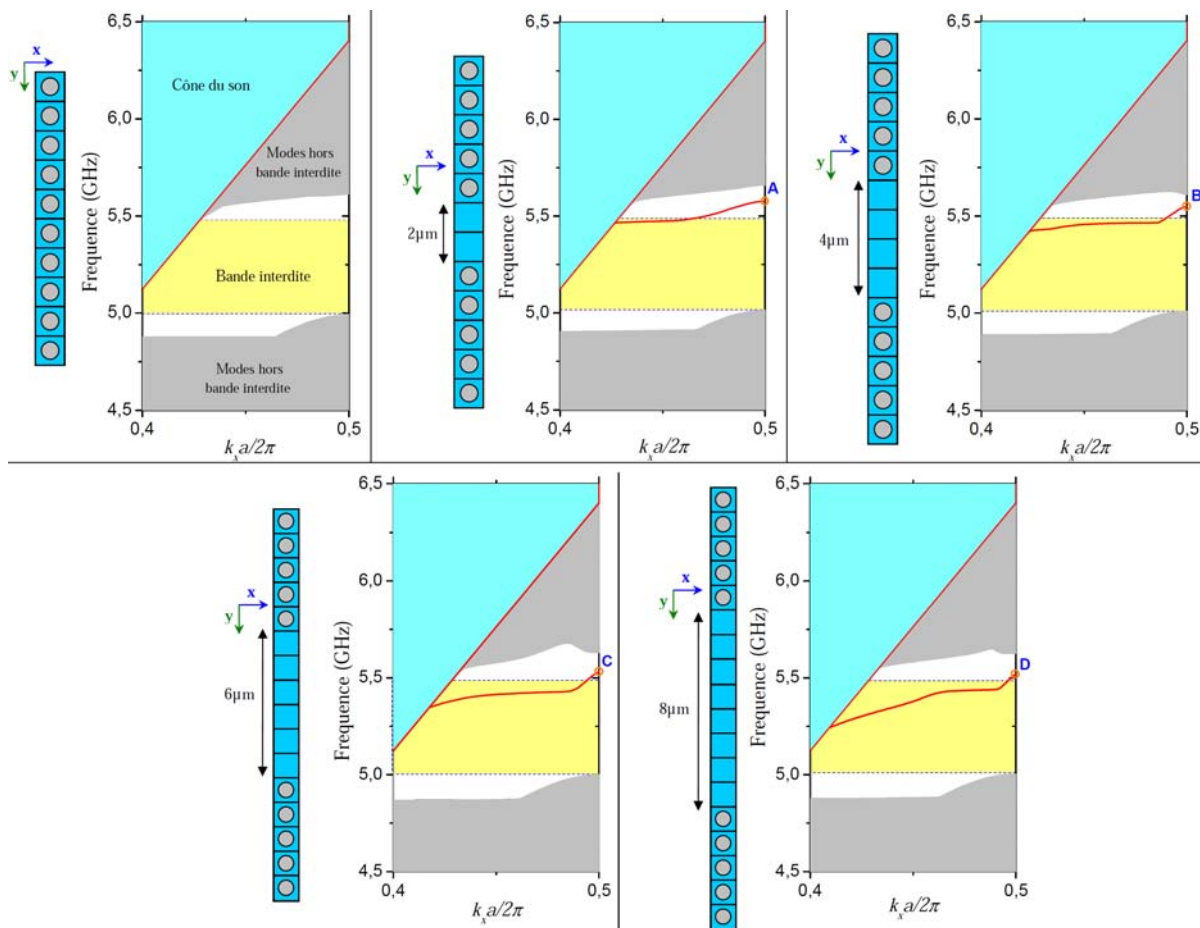 6,5
x
y
Cône du son
6,0
Modes hors
bande interdite
5,5
Frequence (GHz)
Bande interdite
5,0
Modes hors
bande interdite
4,5
0,4
0,5
kₓa/2π
6,5
x
y
6,0
A
5,5
2µm
Frequence (GHz)
5,0
4,5
0,4
0,5
kₓa/2π
6,5
x
y
6,0
B
5,5
4µm
Frequence (GHz)
5,0
4,5
0,4
0,5
kₓa/2π
6,5
x
y
6,0
C
5,5
6µm
Frequence (GHz)
5,0
4,5
0,4
0,5
kₓa/2π
6,5
x
y
6,0
D
5,5
8µm
Frequence (GHz)
5,0
4,5
0,4
0,5
kₓa/2π